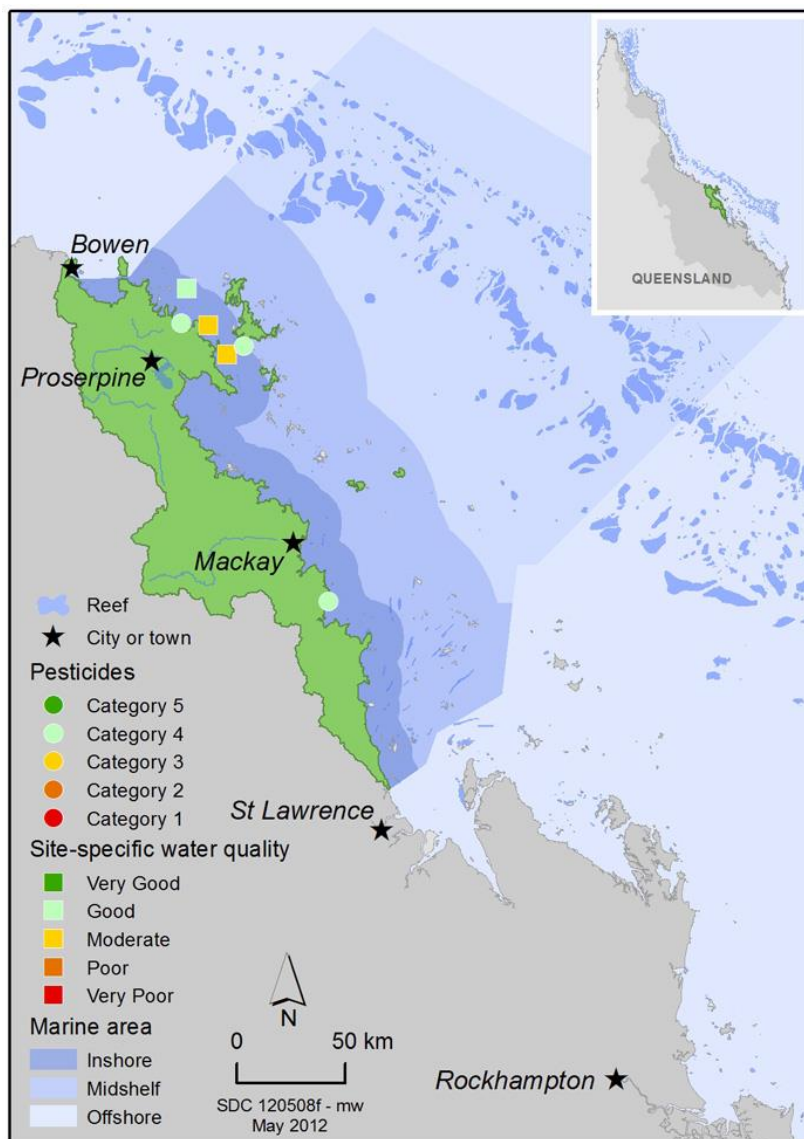 QUEENSLAND
Bowen
Proserpine
Mackay
Reef
City or town
Pesticides
Category 5
Category 4
Category 3
Category 2
Category 1
St Lawrence
Site-specific water quality
Very Good
Good
Moderate
Poor
Very Poor
Marine area
Inshore
Midshelf
Offshore
N
0 50 km
SDC 120508f - mw
May 2012
Rockhampton